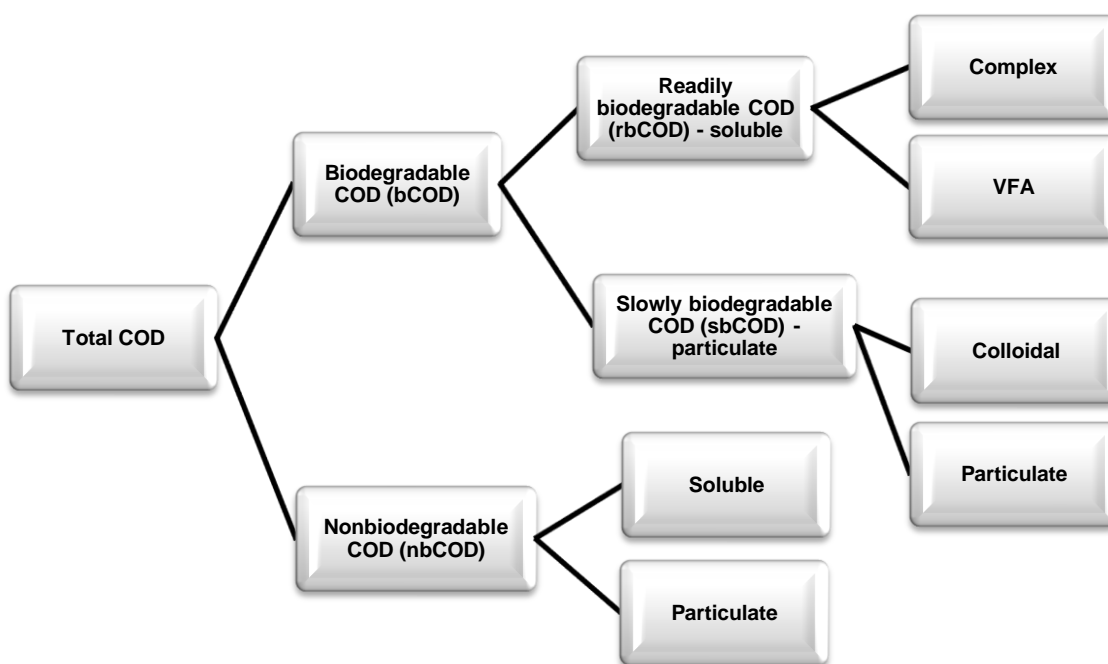 Total COD
Biodegradable
COD (bCOD)
Readily
biodegradable COD
(rbCOD) - soluble
Complex
VFA
Slowly biodegradable
COD (sbCOD) -
particulate
Colloidal
Particulate
Nonbiodegradable
COD (nbCOD)
Soluble
Particulate